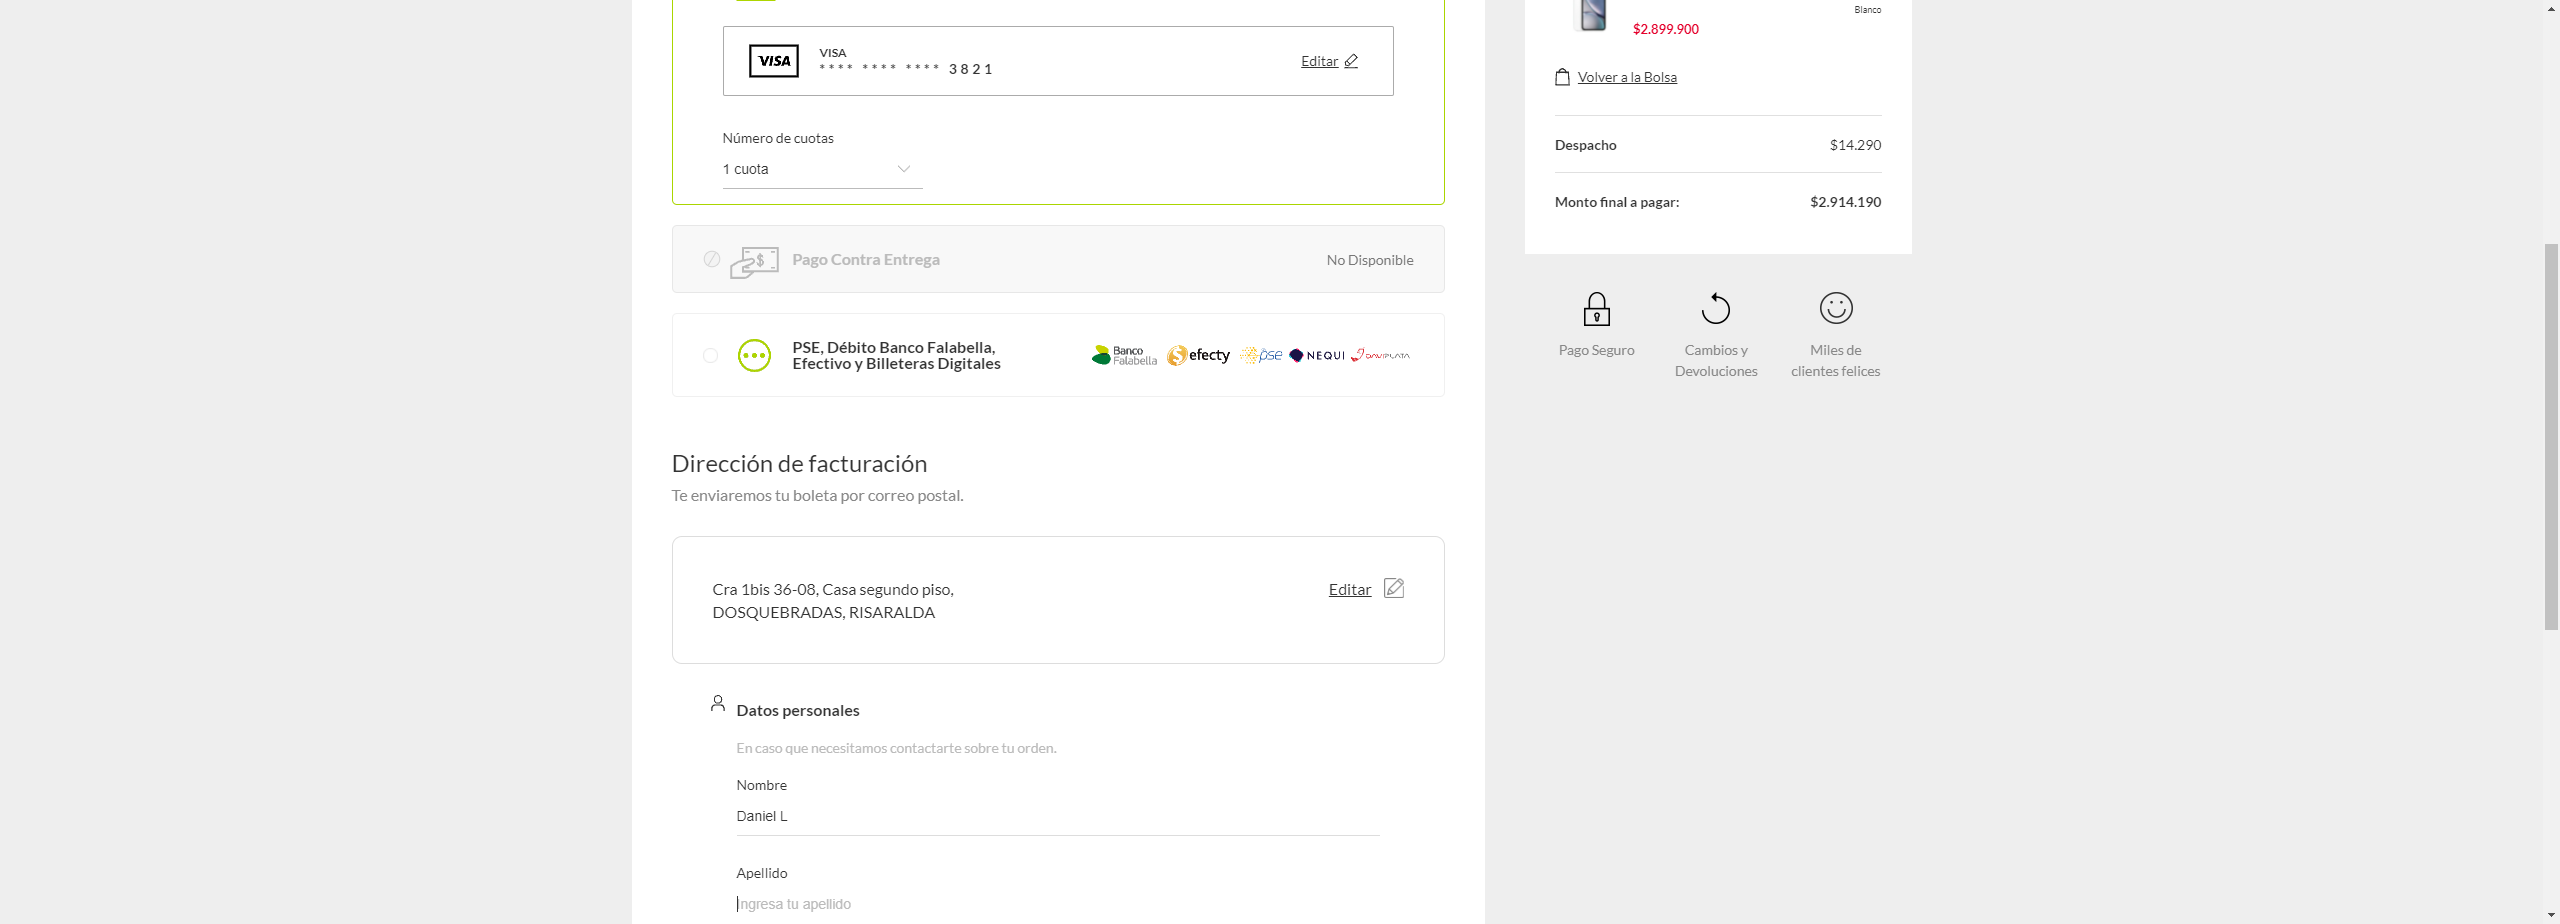 VISA
VISA
**** **** **** 3821
Editar
Número de cuotas
1 cuota
Pago Contra Entrega
No Disponible
PSE, Débito Banco Falabella,
Efectivo y Billeteras Digitales
Banco
Falabella
efecty
pse
NEQUI
DAVIPLATA
Dirección de facturación
Te enviaremos tu boleta por correo postal.
Cra 1bis 36-08, Casa segundo piso,
DOSQUEBRADAS, RISARALDA
Editar
Datos personales
En caso que necesitamos contactarte sobre tu orden.
Nombre
Daniel L
Apellido
Ingresa tu apellido
Blanco
$2.899.900
Volver a la Bolsa
Despacho $14.290
Monto final a pagar: $2.914.190
Pago Seguro
Cambios y
Devoluciones
Miles de
clientes felices